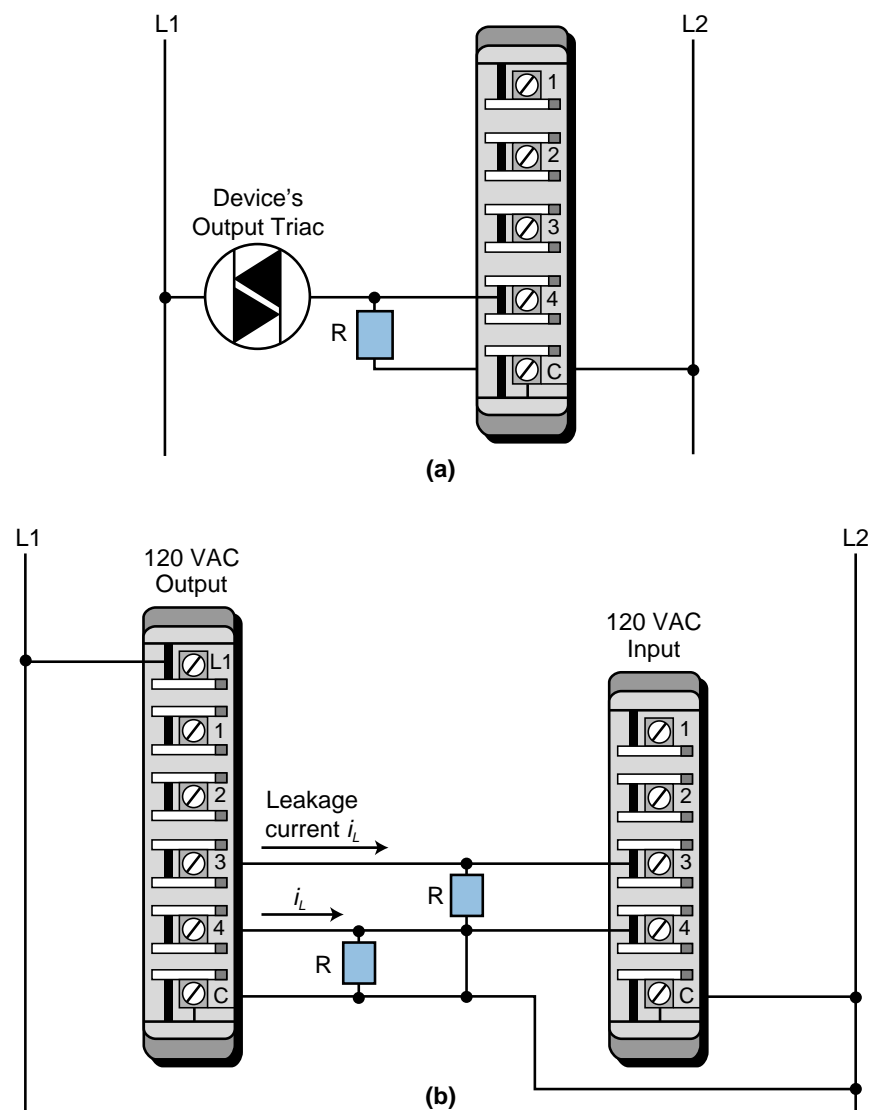 L1
L2
1
2
Device's
Output Triac
3
4
R
C
(a)
L1
L2
120 VAC
Output
120 VAC
Input
L1
1
1
2
2
Leakage
current iL
3
3
R
iL
4
4
R
C
C
(b)